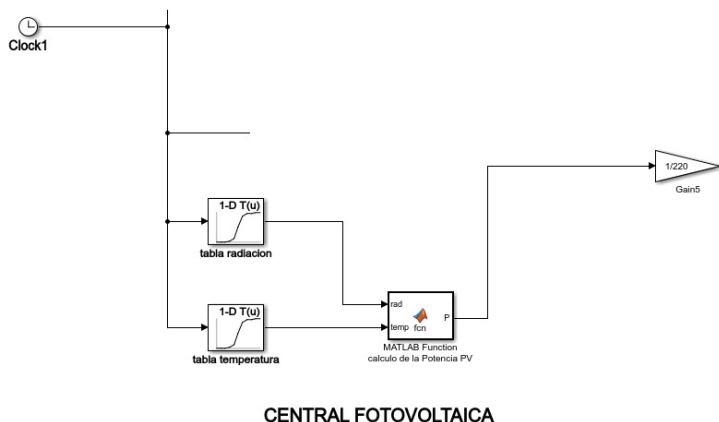 Clock1
1/220
Gain5
1-D T(u)
tabla radiacion
1-D T(u)
tabla temperatura
rad
temp
fcn
P
MATLAB Function
calculo de la Potencia PV
CENTRAL FOTOVOLTAICA